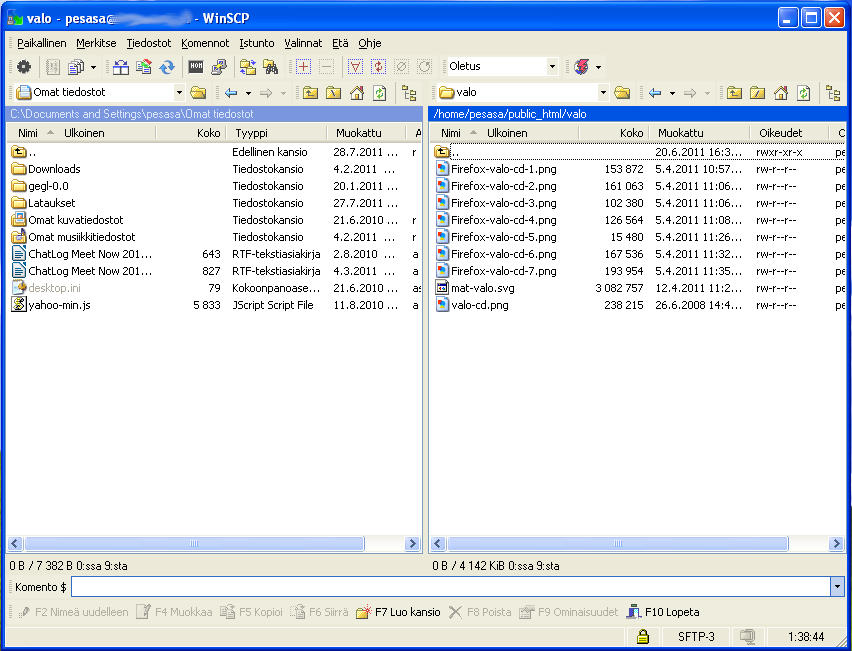 valo - pesasa@ - WinSCP
Paikallinen Merkitse Tiedostot Komennot Istunto Valinnat Etä Ohje
Oletus
Omat tiedostot
valo
C:\Documents and Settings\pesasa\Omat tiedostot
/home/pesasa/public_html/valo
Nimi Ulkoinen Koko Tyyppi Muokattu A
.. Edellinen kansio 28.7.2011 ... r
Downloads Tiedostokansio 4.2.2011 ...
gegl-0.0 Tiedostokansio 20.1.2011 ...
Lataukset Tiedostokansio 27.7.2011 ...
Omat kuvatiedostot Tiedostokansio 21.6.2010 ... r
Omat musiikkitiedostot Tiedostokansio 4.2.2011 ... r
ChatLog Meet Now 201... 643 RTF-tekstiasiakirja 2.8.2010 ... a
ChatLog Meet Now 201... 827 RTF-tekstiasiakirja 4.3.2011 ... a
desktop.ini 79 Kokoonpanoase... 21.6.2010 ... as
yahoo-min.js 5 833 JScript Script File 11.8.2010 ... a
Nimi Ulkoinen Koko Muokattu Oikeudet O
.. 20.6.2011 16:3... rwxr-xr-x pe
Firefox-valo-cd-1.png 153 872 5.4.2011 10:57... rw-r--r-- pe
Firefox-valo-cd-2.png 161 063 5.4.2011 11:06... rw-r--r-- pe
Firefox-valo-cd-3.png 102 380 5.4.2011 11:06... rw-r--r-- pe
Firefox-valo-cd-4.png 126 564 5.4.2011 11:08... rw-r--r-- pe
Firefox-valo-cd-5.png 15 480 5.4.2011 11:26... rw-r--r-- pe
Firefox-valo-cd-6.png 167 536 5.4.2011 11:32... rw-r--r-- pe
Firefox-valo-cd-7.png 193 954 5.4.2011 11:35... rw-r--r-- pe
mat-valo.svg 3 082 757 12.4.2011 11:2... rw-r--r-- pe
valo-cd.png 238 215 26.6.2008 14:4... rw-r--r-- pe
0 B / 7 382 B 0:ssa 9:sta
0 B / 4 142 KiB 0:ssa 9:sta
Komento $
F2 Nimeä uudelleen F4 Muokkaa F5 Kopioi F6 Siirrä F7 Luo kansio F8 Poista F9 Ominaisuudet F10 Lopeta
SFTP-3 1:38:44